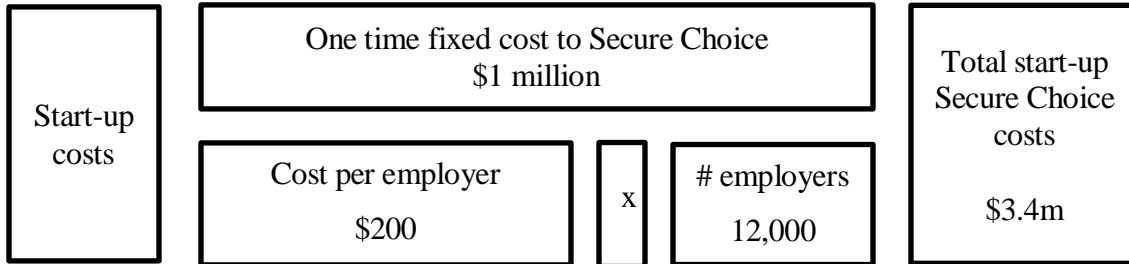 Start-up
costs
One time fixed cost to Secure Choice
$1 million
Cost per employer
$200
x
# employers
12,000
Total start-up
Secure Choice
costs
$3.4m